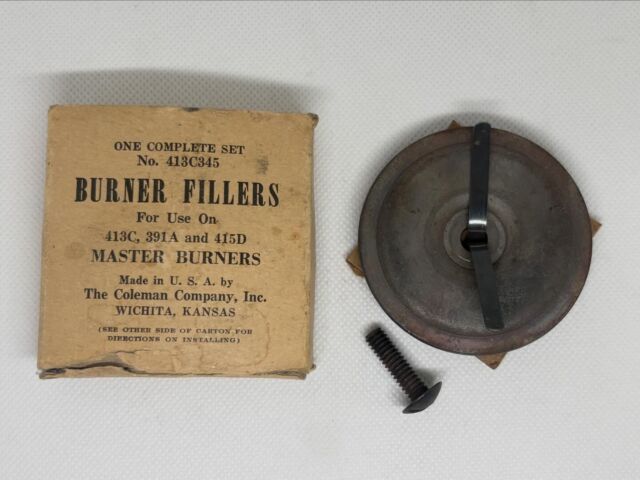 ONE COMPLETE SET
No. 413C345
BURNER FILLERS
For Use On
413C, 391A and 415D
MASTER BURNERS
Made in U. S. A. by
The Coleman Company, Inc.
WICHITA, KANSAS
(SEE OTHER SIDE OF CARTON FOR
DIRECTIONS ON INSTALLING)